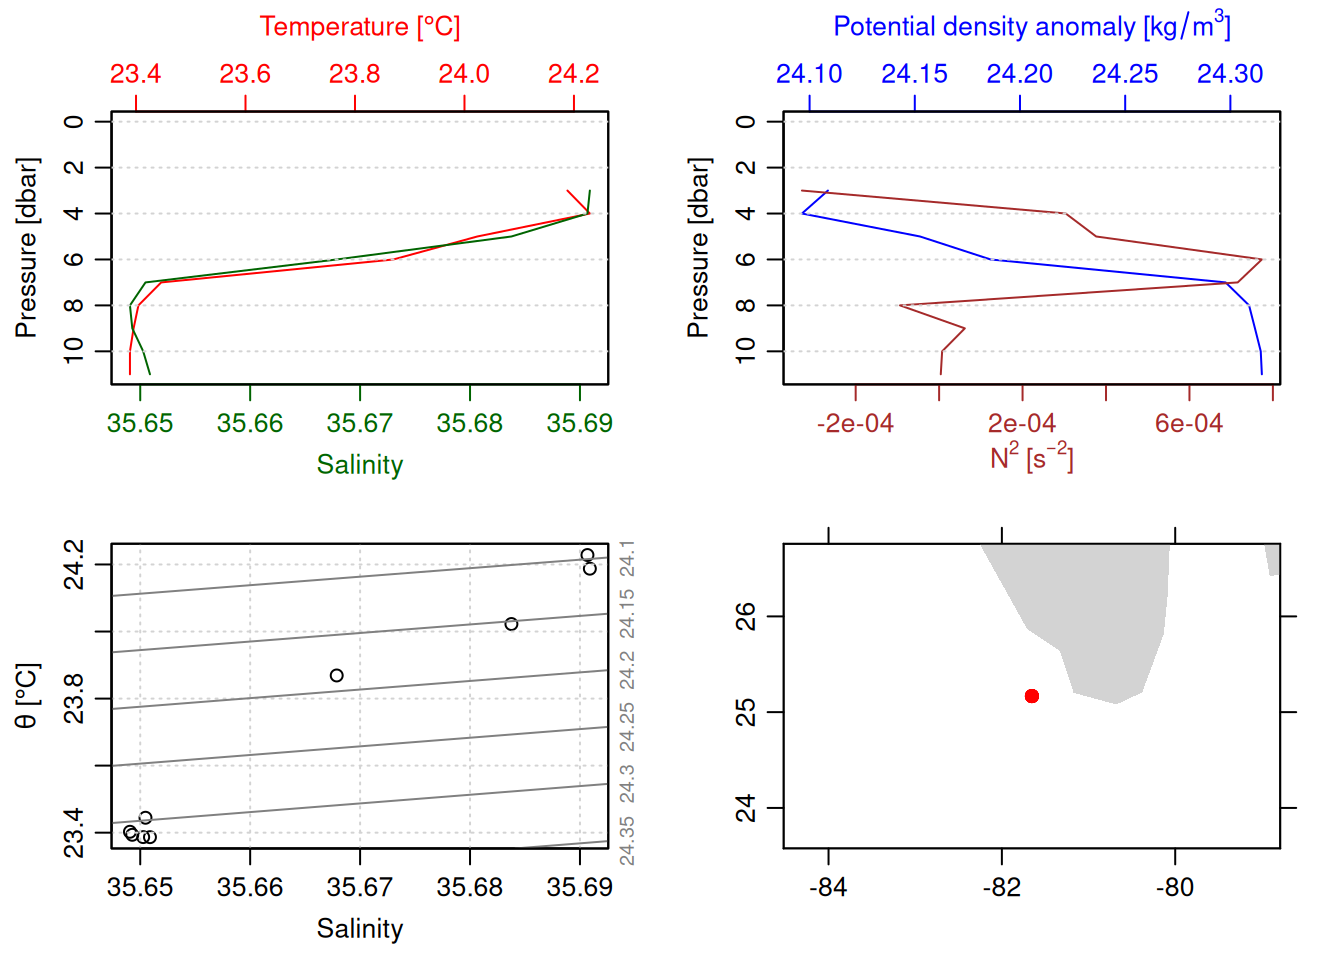 Temperature [°C]
23.4 23.6 23.8 24.0 24.2
Pressure [dbar]
0 2 4 6 8 10
35.65 35.66 35.67 35.68 35.69
Salinity
Potential density anomaly [kg/m³]
24.10 24.15 24.20 24.25 24.30
Pressure [dbar]
0 2 4 6 8 10
-2e-04 2e-04 6e-04
N² [s⁻²]
θ [°C]
24.2 23.8 23.4
24.1 24.15 24.2 24.25 24.3 24.35
35.65 35.66 35.67 35.68 35.69
Salinity
26 25 24
-84 -82 -80